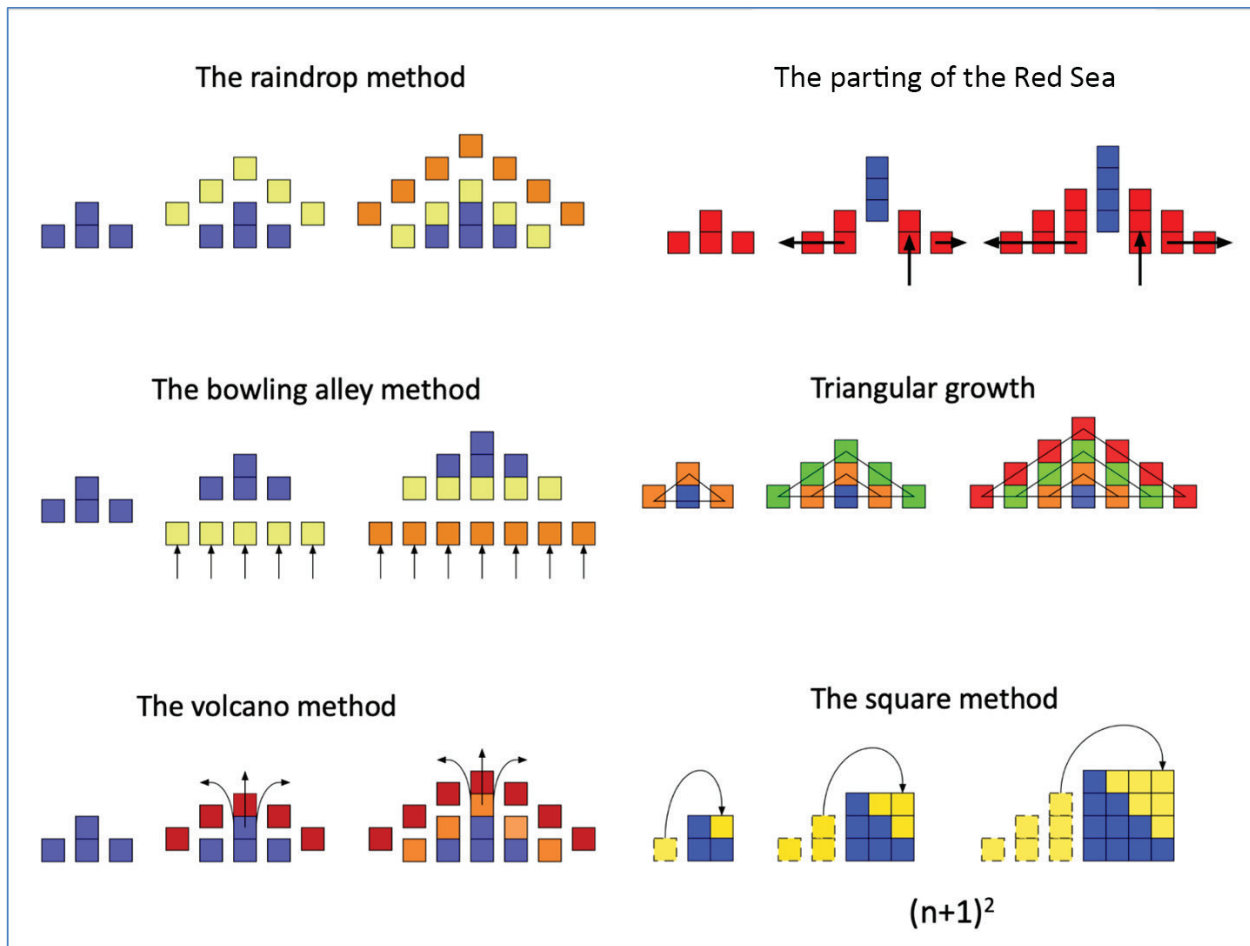 The raindrop method
The parting of the Red Sea
The bowling alley method
Triangular growth
The volcano method
The square method
(n+1)²